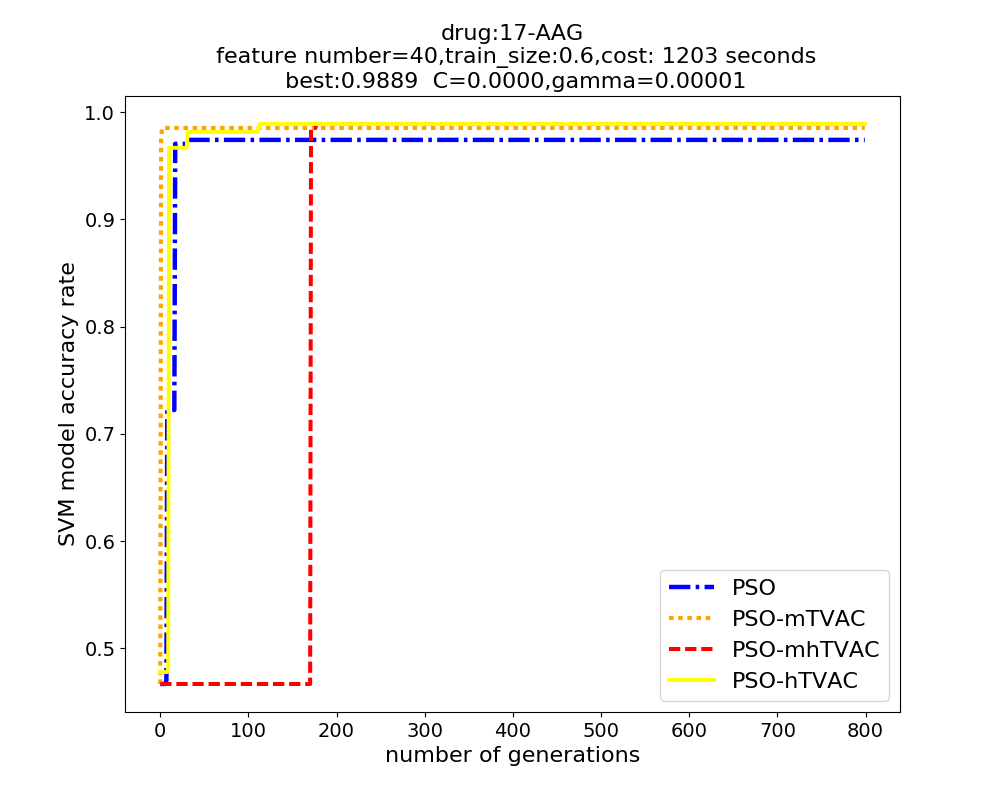 drug:17-AAG
feature number=40,train_size:0.6,cost: 1203 seconds
best:0.9889  C=0.0000,gamma=0.00001
1.0
0.9
0.8
0.7
0.6
0.5
SVM model accuracy rate
PSO
PSO-mTVAC
PSO-mhTVAC
PSO-hTVAC
0 100 200 300 400 500 600 700 800
number of generations